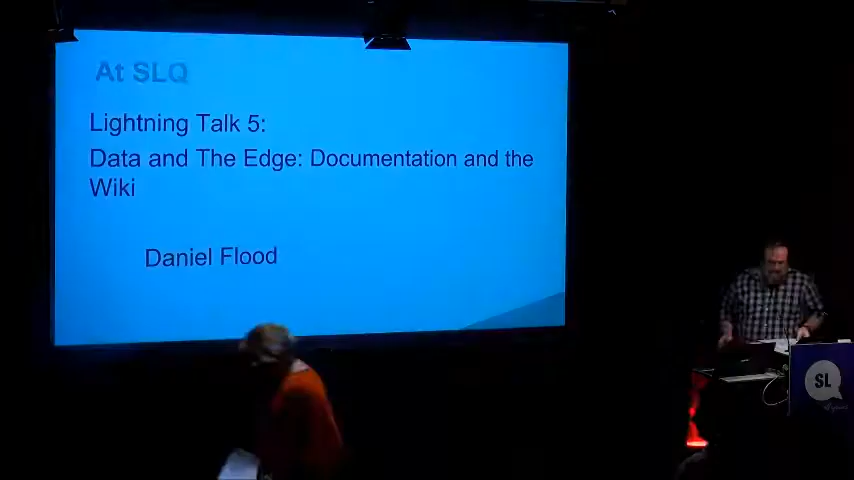 At SLQ
Lightning Talk 5:
Data and The Edge: Documentation and the
Wiki
Daniel Flood
SL